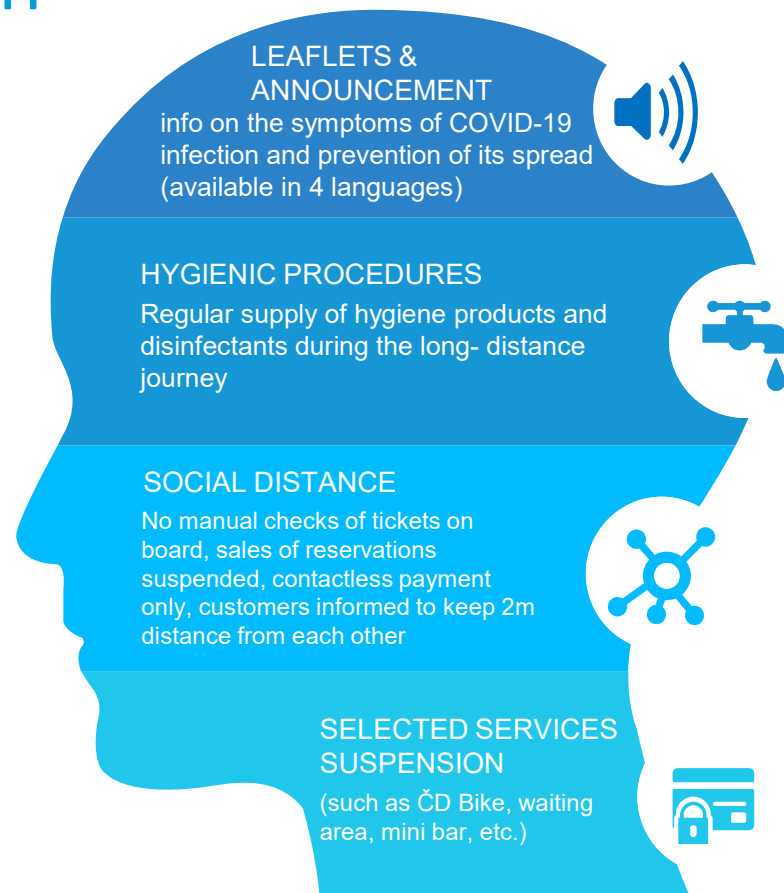 LEAFLETS &
ANNOUNCEMENT
info on the symptoms of COVID-19
infection and prevention of its spread
(available in 4 languages)
HYGIENIC PROCEDURES
Regular supply of hygiene products and
disinfectants during the long- distance
journey
SOCIAL DISTANCE
No manual checks of tickets on
board, sales of reservations
suspended, contactless payment
only, customers informed to keep 2m
distance from each other
SELECTED SERVICES
SUSPENSION
(such as ČD Bike, waiting
area, mini bar, etc.)